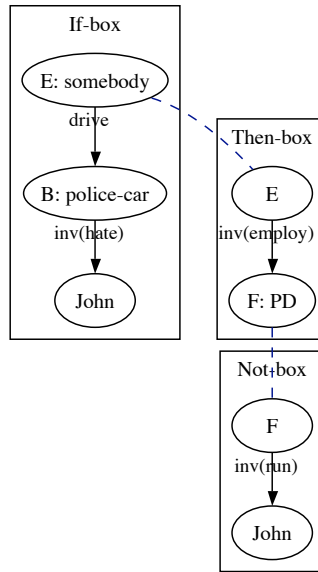 If-box
E: somebody
drive
B: police-car
inv(hate)
John
Then-box
E
inv(employ)
F: PD
Not-box
F
inv(run)
John